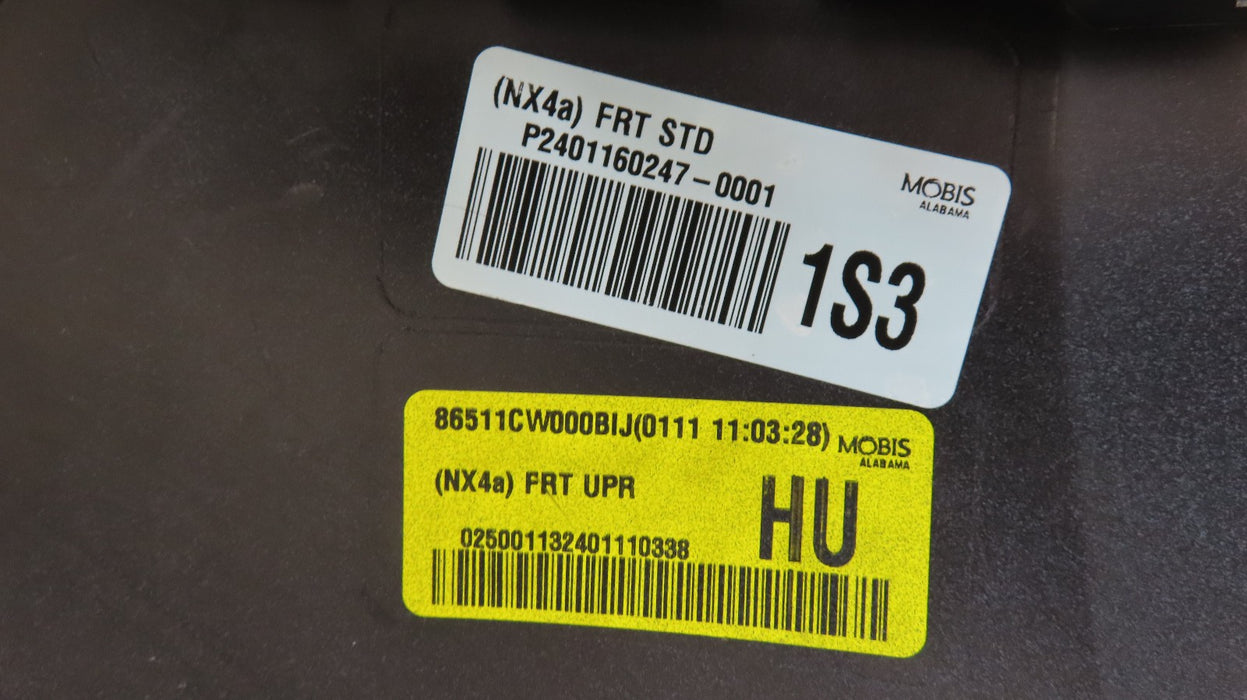 (NX4a) FRT STD
P2401160247-0001
MOBIS
ALABAMA
1S3
86511CW000BIJ(0111 11:03:28)
MOBIS
ALABAMA
(NX4a) FRT UPR
HU
025001132401110338